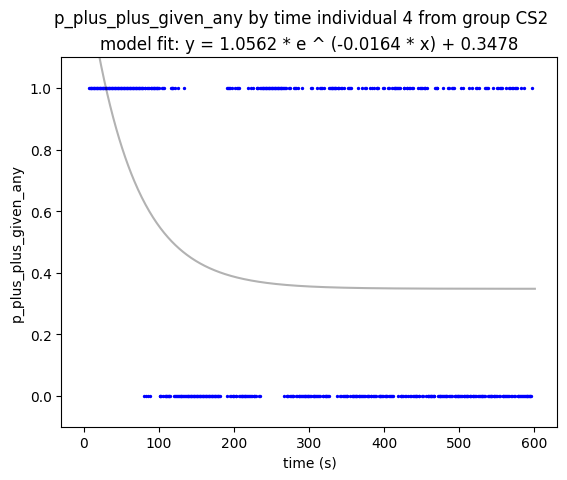 p_plus_plus_given_any by time individual 4 from group CS2
model fit: y = 1.0562 * e ^ (-0.0164 * x) + 0.3478
1.0
0.8
0.6
0.4
0.2
0.0
p_plus_plus_given_any
0 100 200 300 400 500 600
time (s)